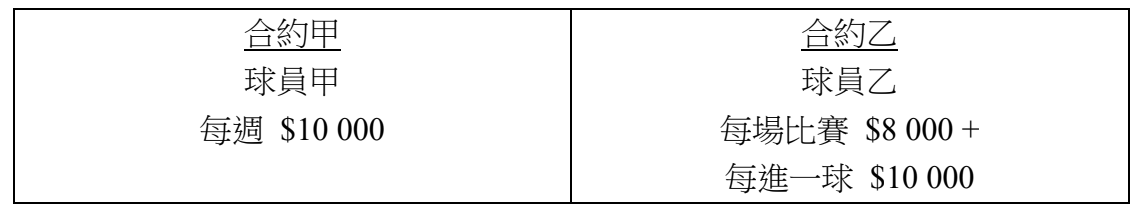 合約甲
球員甲
每週 $10 000
合約乙
球員乙
每場比賽 $8 000 +
每進一球 $10 000